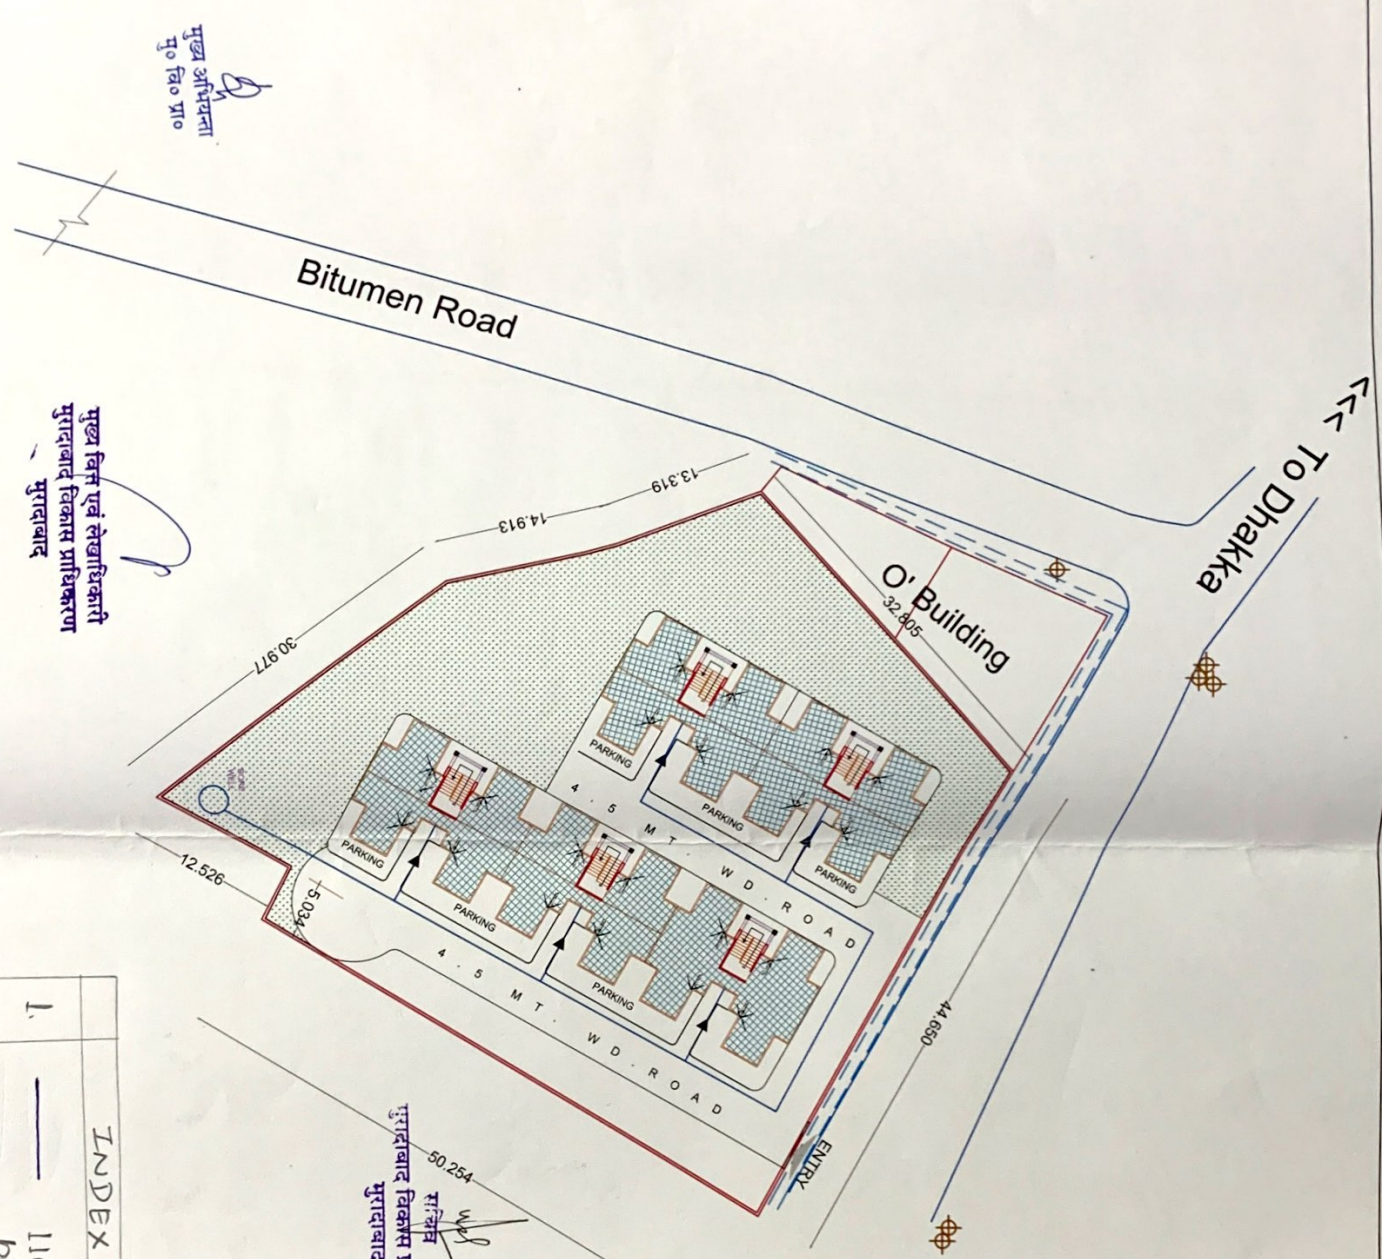 मुख्य अभियन्ता
मु० वि० प्रा०
Bitumen Road
<<< To Dhakka
मुख्य वित्त एवं लेखाधिकारी
मुरादाबाद विकास प्राधिकरण
मुरादाबाद
13.319
14.913
O' Building
32.805
30.977
PARKING
4.5 MT. WD. ROAD
PARKING
PARKING
PARKING
12.526
5.034
PARKING
PARKING
4.5 MT. WD. ROAD
44.650
ENTRY
50.254
सचिव
मुरादाबाद विकास
मुरादाबाद
INDEX
1.